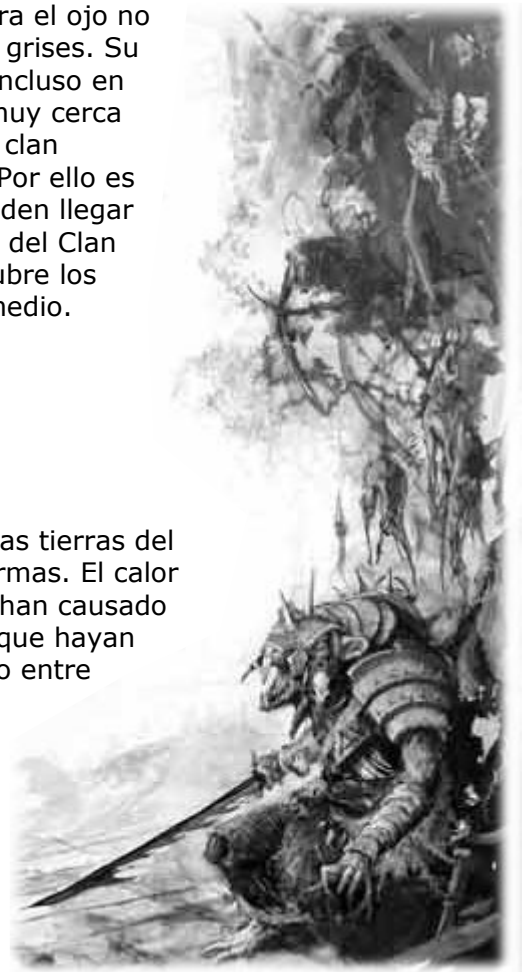 ra el ojo no
grises. Su
ncluso en
nuy cerca
clan
Por ello es
den llegar
del Clan
ubre los
nedio.
as tierras del
rmas. El calor
han causado
que hayan
o entre